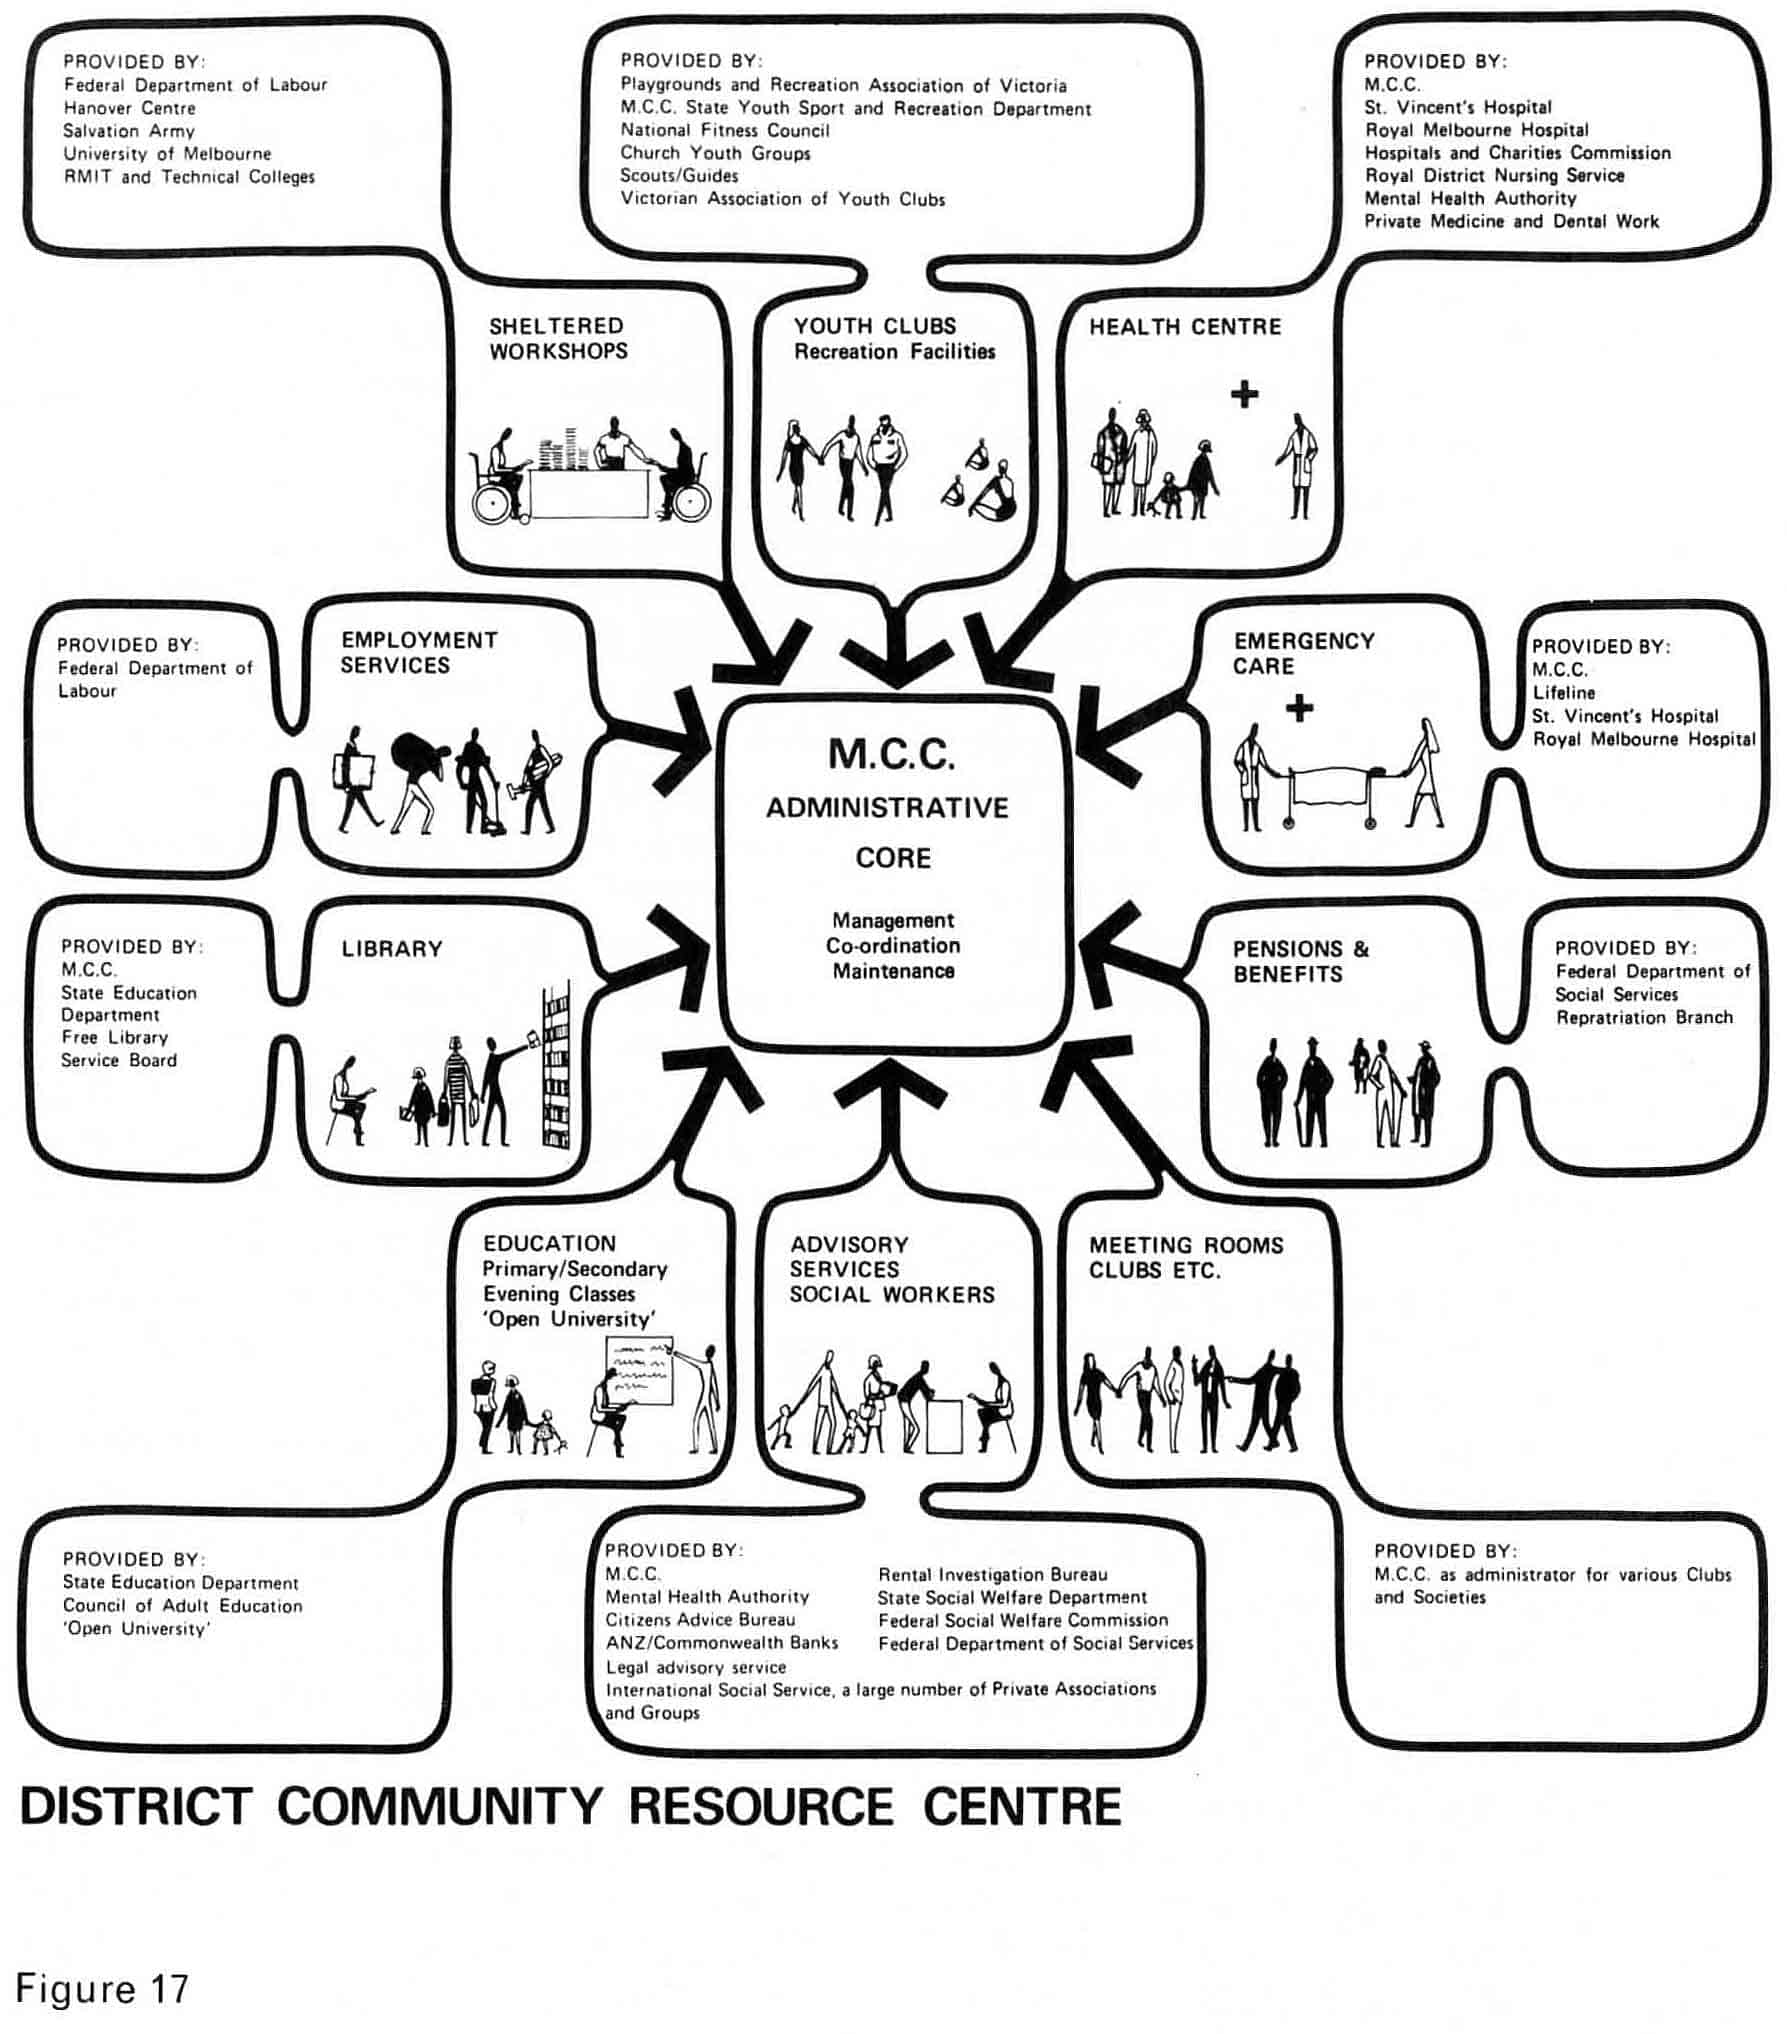 PROVIDED BY:
Federal Department of Labour
Hanover Centre
Salvation Army
University of Melbourne
RMIT and Technical Colleges
PROVIDED BY:
Playgrounds and Recreation Association of Victoria
M.C.C. State Youth Sport and Recreation Department
National Fitness Council
Church Youth Groups
Scouts/Guides
Victorian Association of Youth Clubs
PROVIDED BY:
M.C.C.
St. Vincent's Hospital
Royal Melbourne Hospital
Hospitals and Charities Commission
Royal District Nursing Service
Mental Health Authority
Private Medicine and Dental Work
SHELTERED
WORKSHOPS
YOUTH CLUBS
Recreation Facilities
HEALTH CENTRE
PROVIDED BY:
Federal Department of
Labour
EMPLOYMENT
SERVICES
EMERGENCY
CARE
PROVIDED BY:
M.C.C.
Lifeline
St. Vincent's Hospital
Royal Melbourne Hospital
M.C.C.
ADMINISTRATIVE
CORE
Management
Co-ordination
Maintenance
PROVIDED BY:
M.C.C.
State Education
Department
Free Library
Service Board
LIBRARY
PENSIONS &
BENEFITS
PROVIDED BY:
Federal Department of
Social Services
Repratriation Branch
EDUCATION
Primary/Secondary
Evening Classes
'Open University'
ADVISORY
SERVICES
SOCIAL WORKERS
MEETING ROOMS
CLUBS ETC.
PROVIDED BY:
State Education Department
Council of Adult Education
'Open University'
PROVIDED BY:
M.C.C.
Mental Health Authority
Citizens Advice Bureau
ANZ/Commonwealth Banks
Legal advisory service
Rental Investigation Bureau
State Social Welfare Department
Federal Social Welfare Commission
Federal Department of Social Services
International Social Service, a large number of Private Associations
and Groups
PROVIDED BY:
M.C.C. as administrator for various Clubs
and Societies
DISTRICT COMMUNITY RESOURCE CENTRE
Figure 17